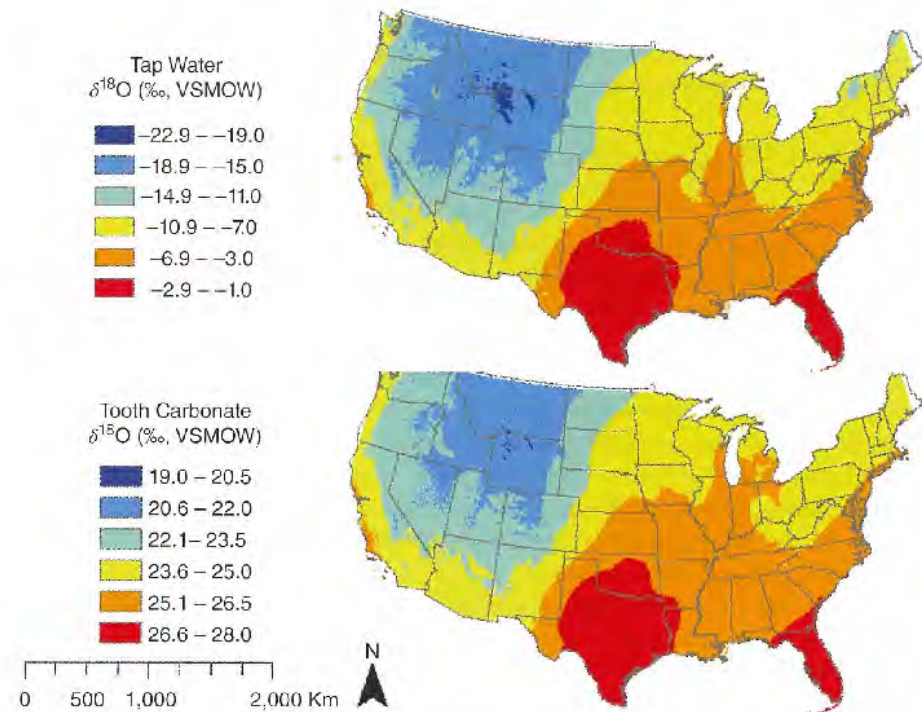 Tap Water
δ¹⁸O (‰, VSMOW)
–22.9 – –19.0
–18.9 – –15.0
–14.9 – –11.0
–10.9 – –7.0
–6.9 – –3.0
–2.9 – –1.0
Tooth Carbonate
δ¹⁸O (‰, VSMOW)
19.0 – 20.5
20.6 – 22.0
22.1– 23.5
23.6 – 25.0
25.1 – 26.5
26.6 – 28.0
N
0 500 1,000 2,000 Km